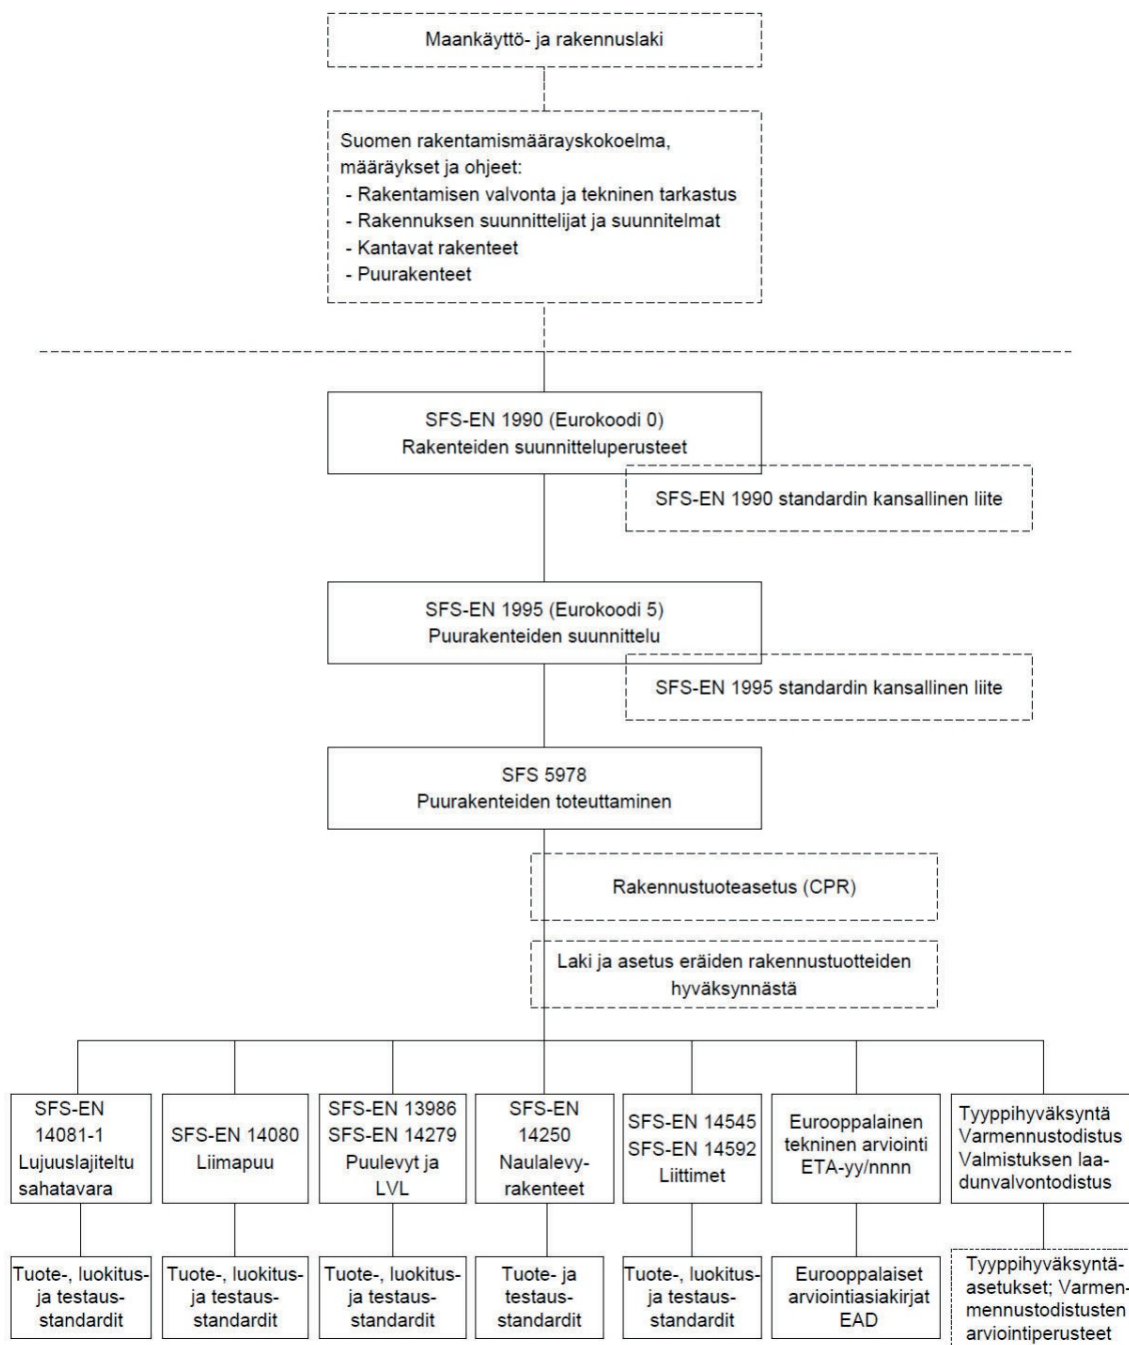 Maankäyttö- ja rakennuslaki
Suomen rakentamismäärayskokoelma,
määräykset ja ohjeet:
- Rakentamisen valvonta ja tekninen tarkastus
- Rakennuksen suunnittelijat ja suunnitelmat
- Kantavat rakenteet
- Puurakenteet
SFS-EN 1990 (Eurokoodi 0)
Rakenteiden suunnitteluperusteet
SFS-EN 1990 standardin kansallinen liite
SFS-EN 1995 (Eurokoodi 5)
Puurakenteiden suunnittelu
SFS-EN 1995 standardin kansallinen liite
SFS 5978
Puurakenteiden toteuttaminen
Rakennustuoteasetus (CPR)
Laki ja asetus eräiden rakennustuotteiden
hyväksynnästä
SFS-EN
14081-1
Lujuuslajiteltu
sahatavara
SFS-EN 14080
Liimapuu
SFS-EN 13986
SFS-EN 14279
Puulevyt ja
LVL
SFS-EN
14250
Naulalevy-
rakenteet
SFS-EN 14545
SFS-EN 14592
Liittimet
Eurooppalainen
tekninen arviointi
ETA-yy/nnnn
Tyyppihyväksyntä
Varmennustodistus
Valmistuksen laa-
dunvalvontodistus
Tuote-, luokitus-
ja testaus-
standardit
Tuote-, luokitus-
ja testaus-
standardit
Tuote-, luokitus-
ja testaus-
standardit
Tuote- ja
testaus-
standardit
Tuote-, luokitus-
ja testaus-
standardit
Eurooppalaiset
arviointiasiakirjat
EAD
Tyyppihyväksyntä-
asetukset; Varmen-
mennustodistusten
arviointiperusteet